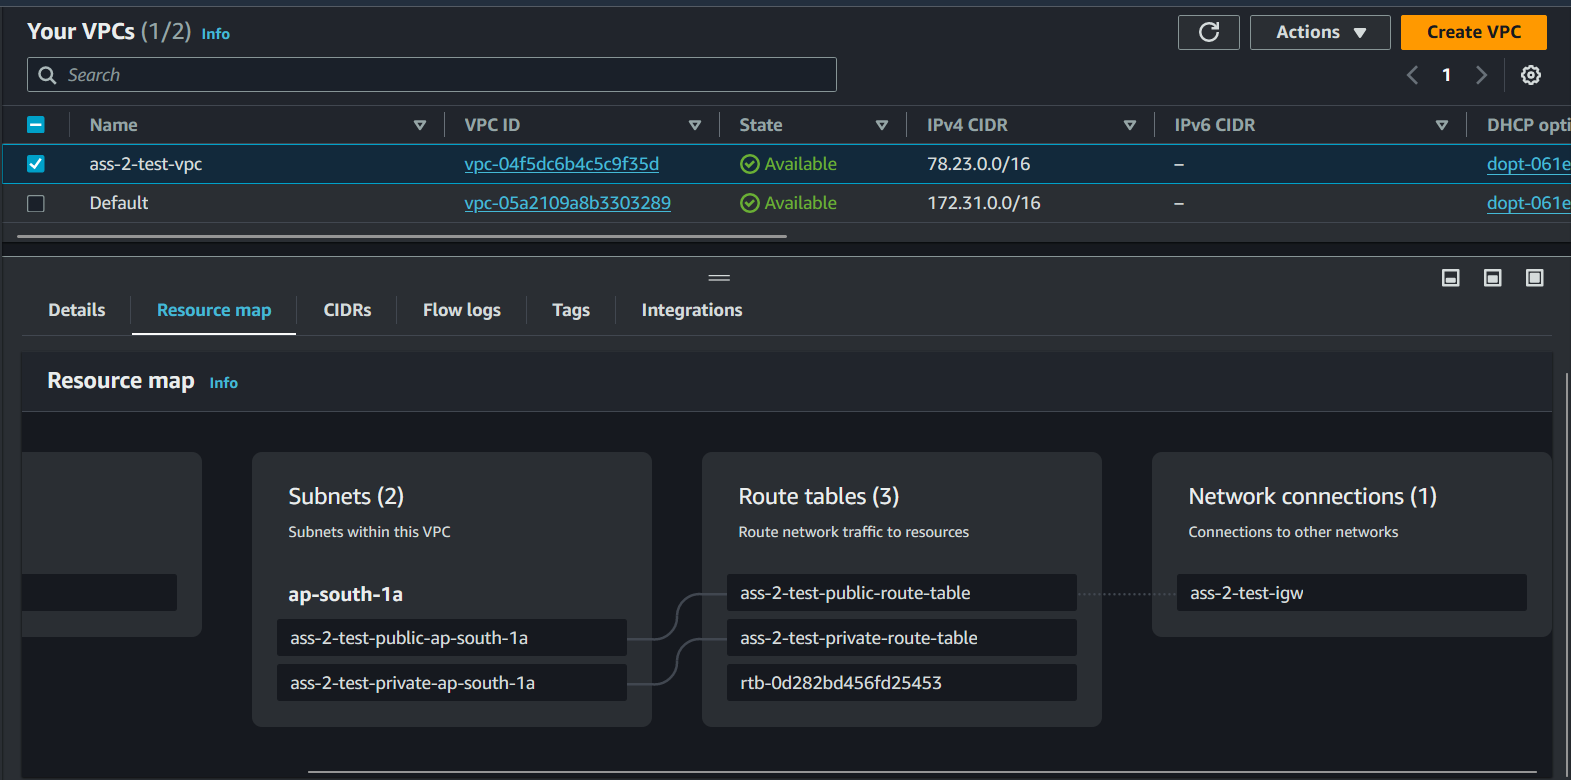 Your VPCs (1/2) Info
Actions
Create VPC
Search
1
Name VPC ID State IPv4 CIDR IPv6 CIDR DHCP opti
ass-2-test-vpc vpc-04f5dc6b4c5c9f35d Available 78.23.0.0/16 – dopt-061e
Default vpc-05a2109a8b3303289 Available 172.31.0.0/16 – dopt-061e
Details Resource map CIDRs Flow logs Tags Integrations
Resource map Info
Subnets (2)
Subnets within this VPC
ap-south-1a
ass-2-test-public-ap-south-1a
ass-2-test-private-ap-south-1a
Route tables (3)
Route network traffic to resources
ass-2-test-public-route-table
ass-2-test-private-route-table
rtb-0d282bd456fd25453
Network connections (1)
Connections to other networks
ass-2-test-igw